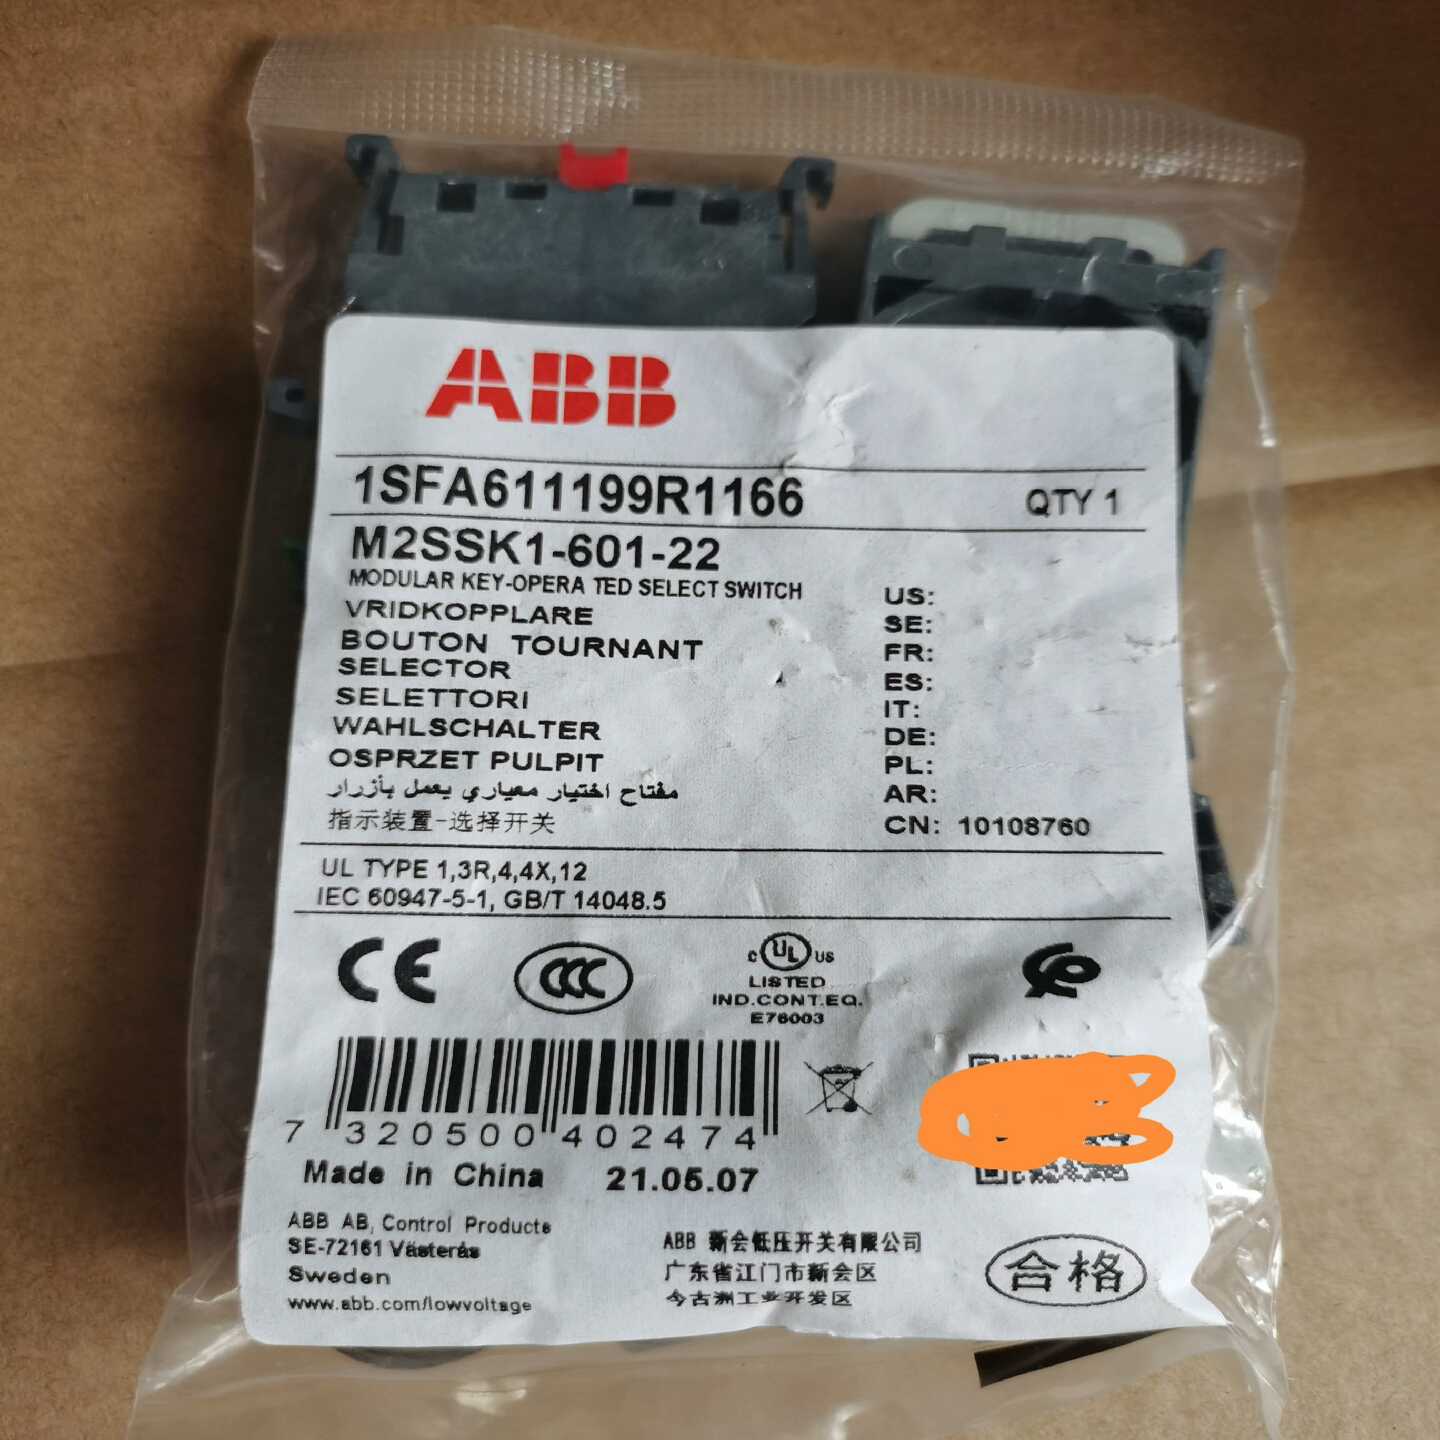 ABB
1SFA611199R1166
QTY 1
M2SSK1-601-22
MODULAR KEY-OPERA TED SELECT SWITCH
US:
VRIDKOPPLARE
SE:
BOUTON TOURNANT
FR:
SELECTOR
ES:
SELETTORI
IT:
WAHLSCHALTER
DE:
OSPRZET PULPIT
PL:
مفتاح اختيار معياري يعمل بأزرار
AR:
指示装置-选择开关
CN: 10108760
UL TYPE 1,3R,4,4X,12
IEC 60947-5-1, GB/T 14048.5
CE
CCC
c UL US
LISTED
IND.CONT.EQ.
E76003
7 320500 402474
Made in China 21.05.07
ABB AB, Control Products
SE-72161 Västerås
Sweden
www.abb.com/lowvoltage
ABB 新会低压开关有限公司
广东省江门市新会区
今古洲工业开发区
合格